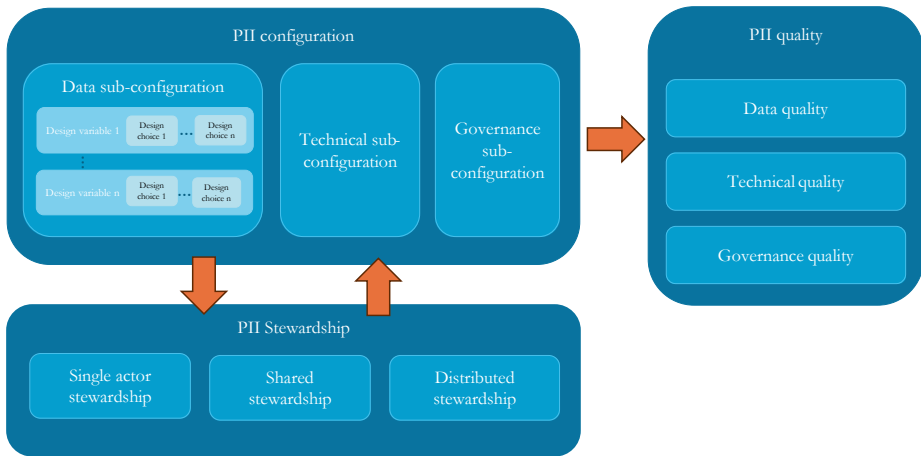 PII configuration
Data sub-configuration
Design variable 1
Design
choice 1
...
Design
choice n
Design variable n
Design
choice 1
...
Design
choice n
Technical sub-
configuration
Governance
sub-
configuration
PII quality
Data quality
Technical quality
Governance quality
PII Stewardship
Single actor
stewardship
Shared
stewardship
Distributed
stewardship